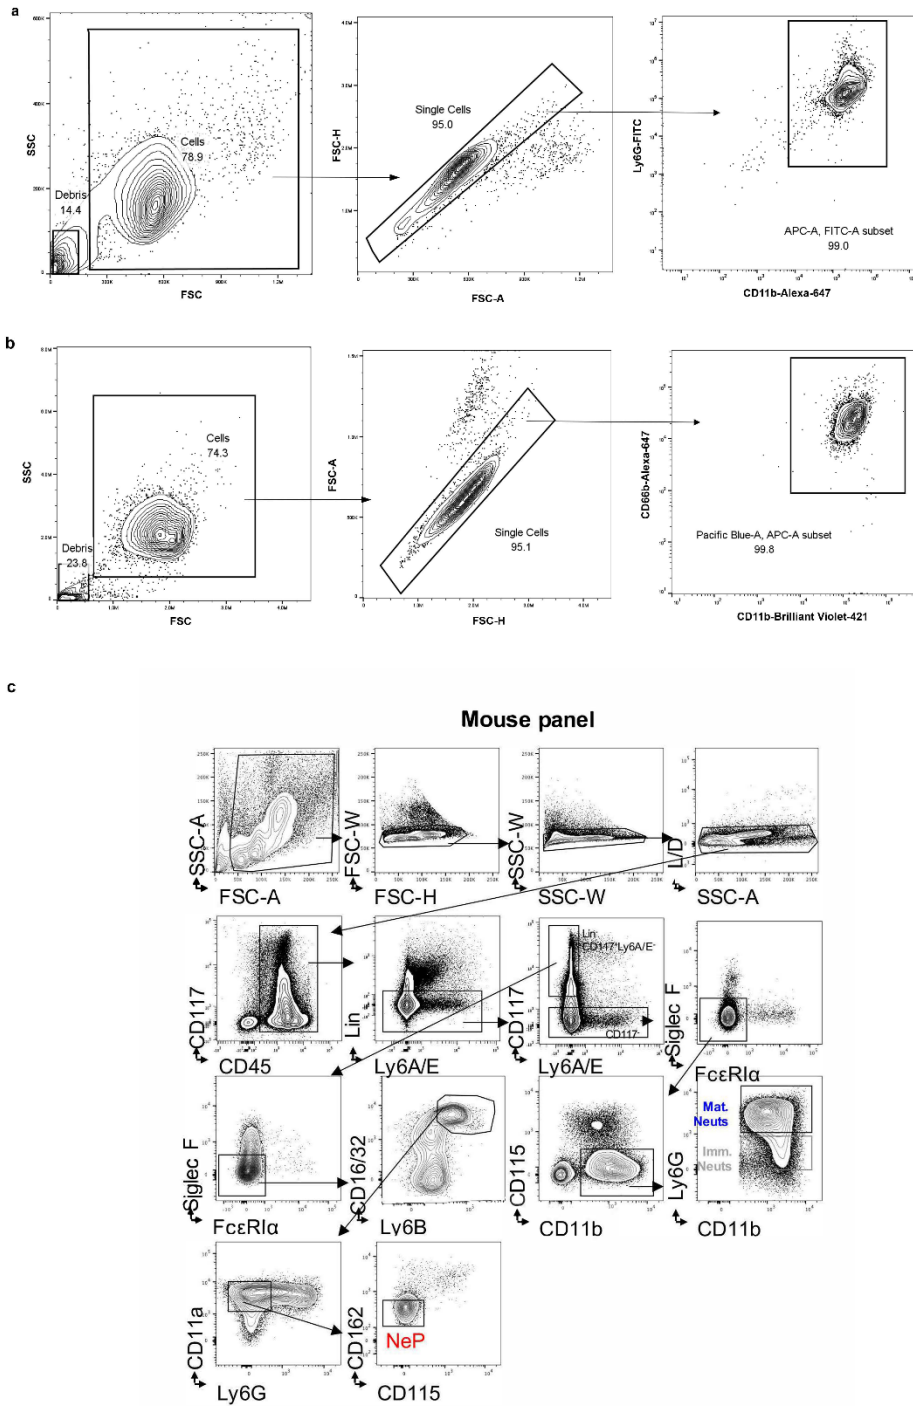 a
SSC
Cells
78.9
Debris
14.4
FSC
FSC-H
Single Cells
95.0
FSC-A
Ly6G-FITC
APC-A, FITC-A subset
99.0
CD11b-Alexa-647
b
SSC
Cells
74.3
Debris
23.8
FSC
FSC-A
Single Cells
95.1
FSC-H
CD66b-Alexa-647
Pacific Blue-A, APC-A subset
99.8
CD11b-Brilliant Violet-421
c
Mouse panel
SSC-A
FSC-A
FSC-W
FSC-H
SSC-W
SSC-W
L/D
SSC-A
CD117
CD45
Lin
Ly6A/E
CD117
Lin⁻
CD117⁺Ly6A/E⁻
CD117⁻
Ly6A/E
Siglec F
FcεRIα
Siglec F
FcεRIα
CD16/32
Ly6B
CD115
CD11b
Ly6G
Mat.
Neuts
Imm.
Neuts
CD11b
CD11a
Ly6G
CD162
NeP
CD115